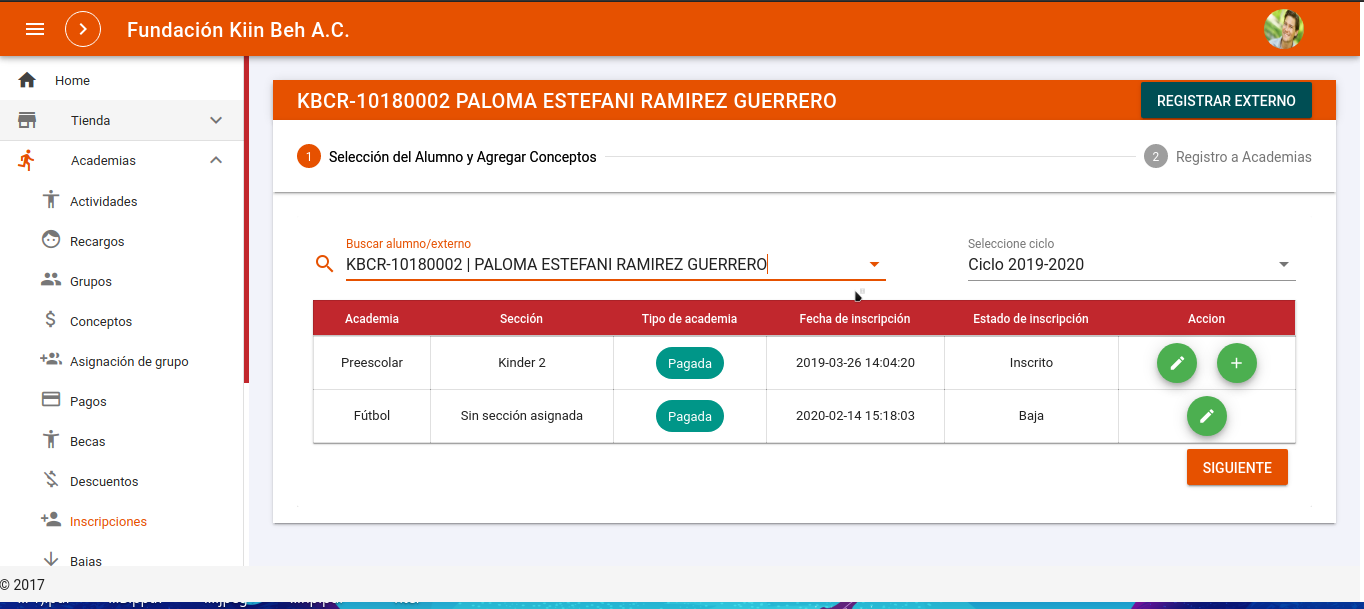 Fundación Kiin Beh A.C.
Home
Tienda
Academias
Actividades
Recargos
Grupos
Conceptos
Asignación de grupo
Pagos
Becas
Descuentos
Inscripciones
Bajas
KBCR-10180002 PALOMA ESTEFANI RAMIREZ GUERRERO
REGISTRAR EXTERNO
1 Selección del Alumno y Agregar Conceptos
2 Registro a Academias
Buscar alumno/externo
KBCR-10180002 | PALOMA ESTEFANI RAMIREZ GUERRERO
Seleccione ciclo
Ciclo 2019-2020
Academia Sección Tipo de academia Fecha de inscripción Estado de inscripción Accion
Preescolar Kinder 2 Pagada 2019-03-26 14:04:20 Inscrito
Fútbol Sin sección asignada Pagada 2020-02-14 15:18:03 Baja
SIGUIENTE
© 2017